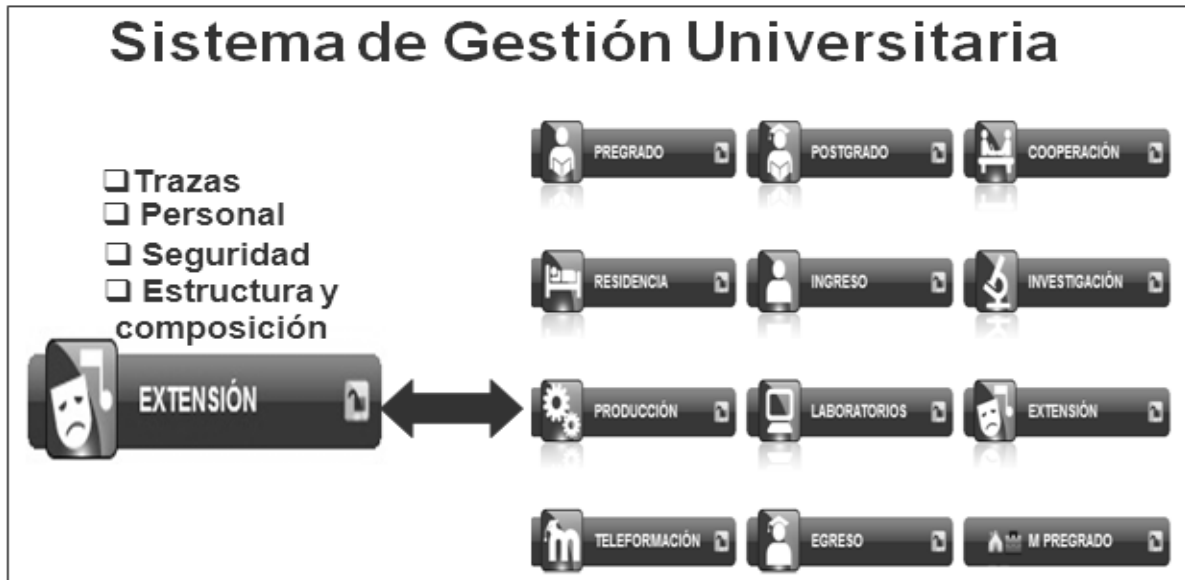 Sistema de Gestión Universitaria
Trazas
Personal
Seguridad
Estructura y
composición
EXTENSIÓN
PREGRADO
POSTGRADO
COOPERACIÓN
RESIDENCIA
INGRESO
INVESTIGACIÓN
PRODUCCIÓN
LABORATORIOS
EXTENSIÓN
TELEFORMACIÓN
EGRESO
M PREGRADO